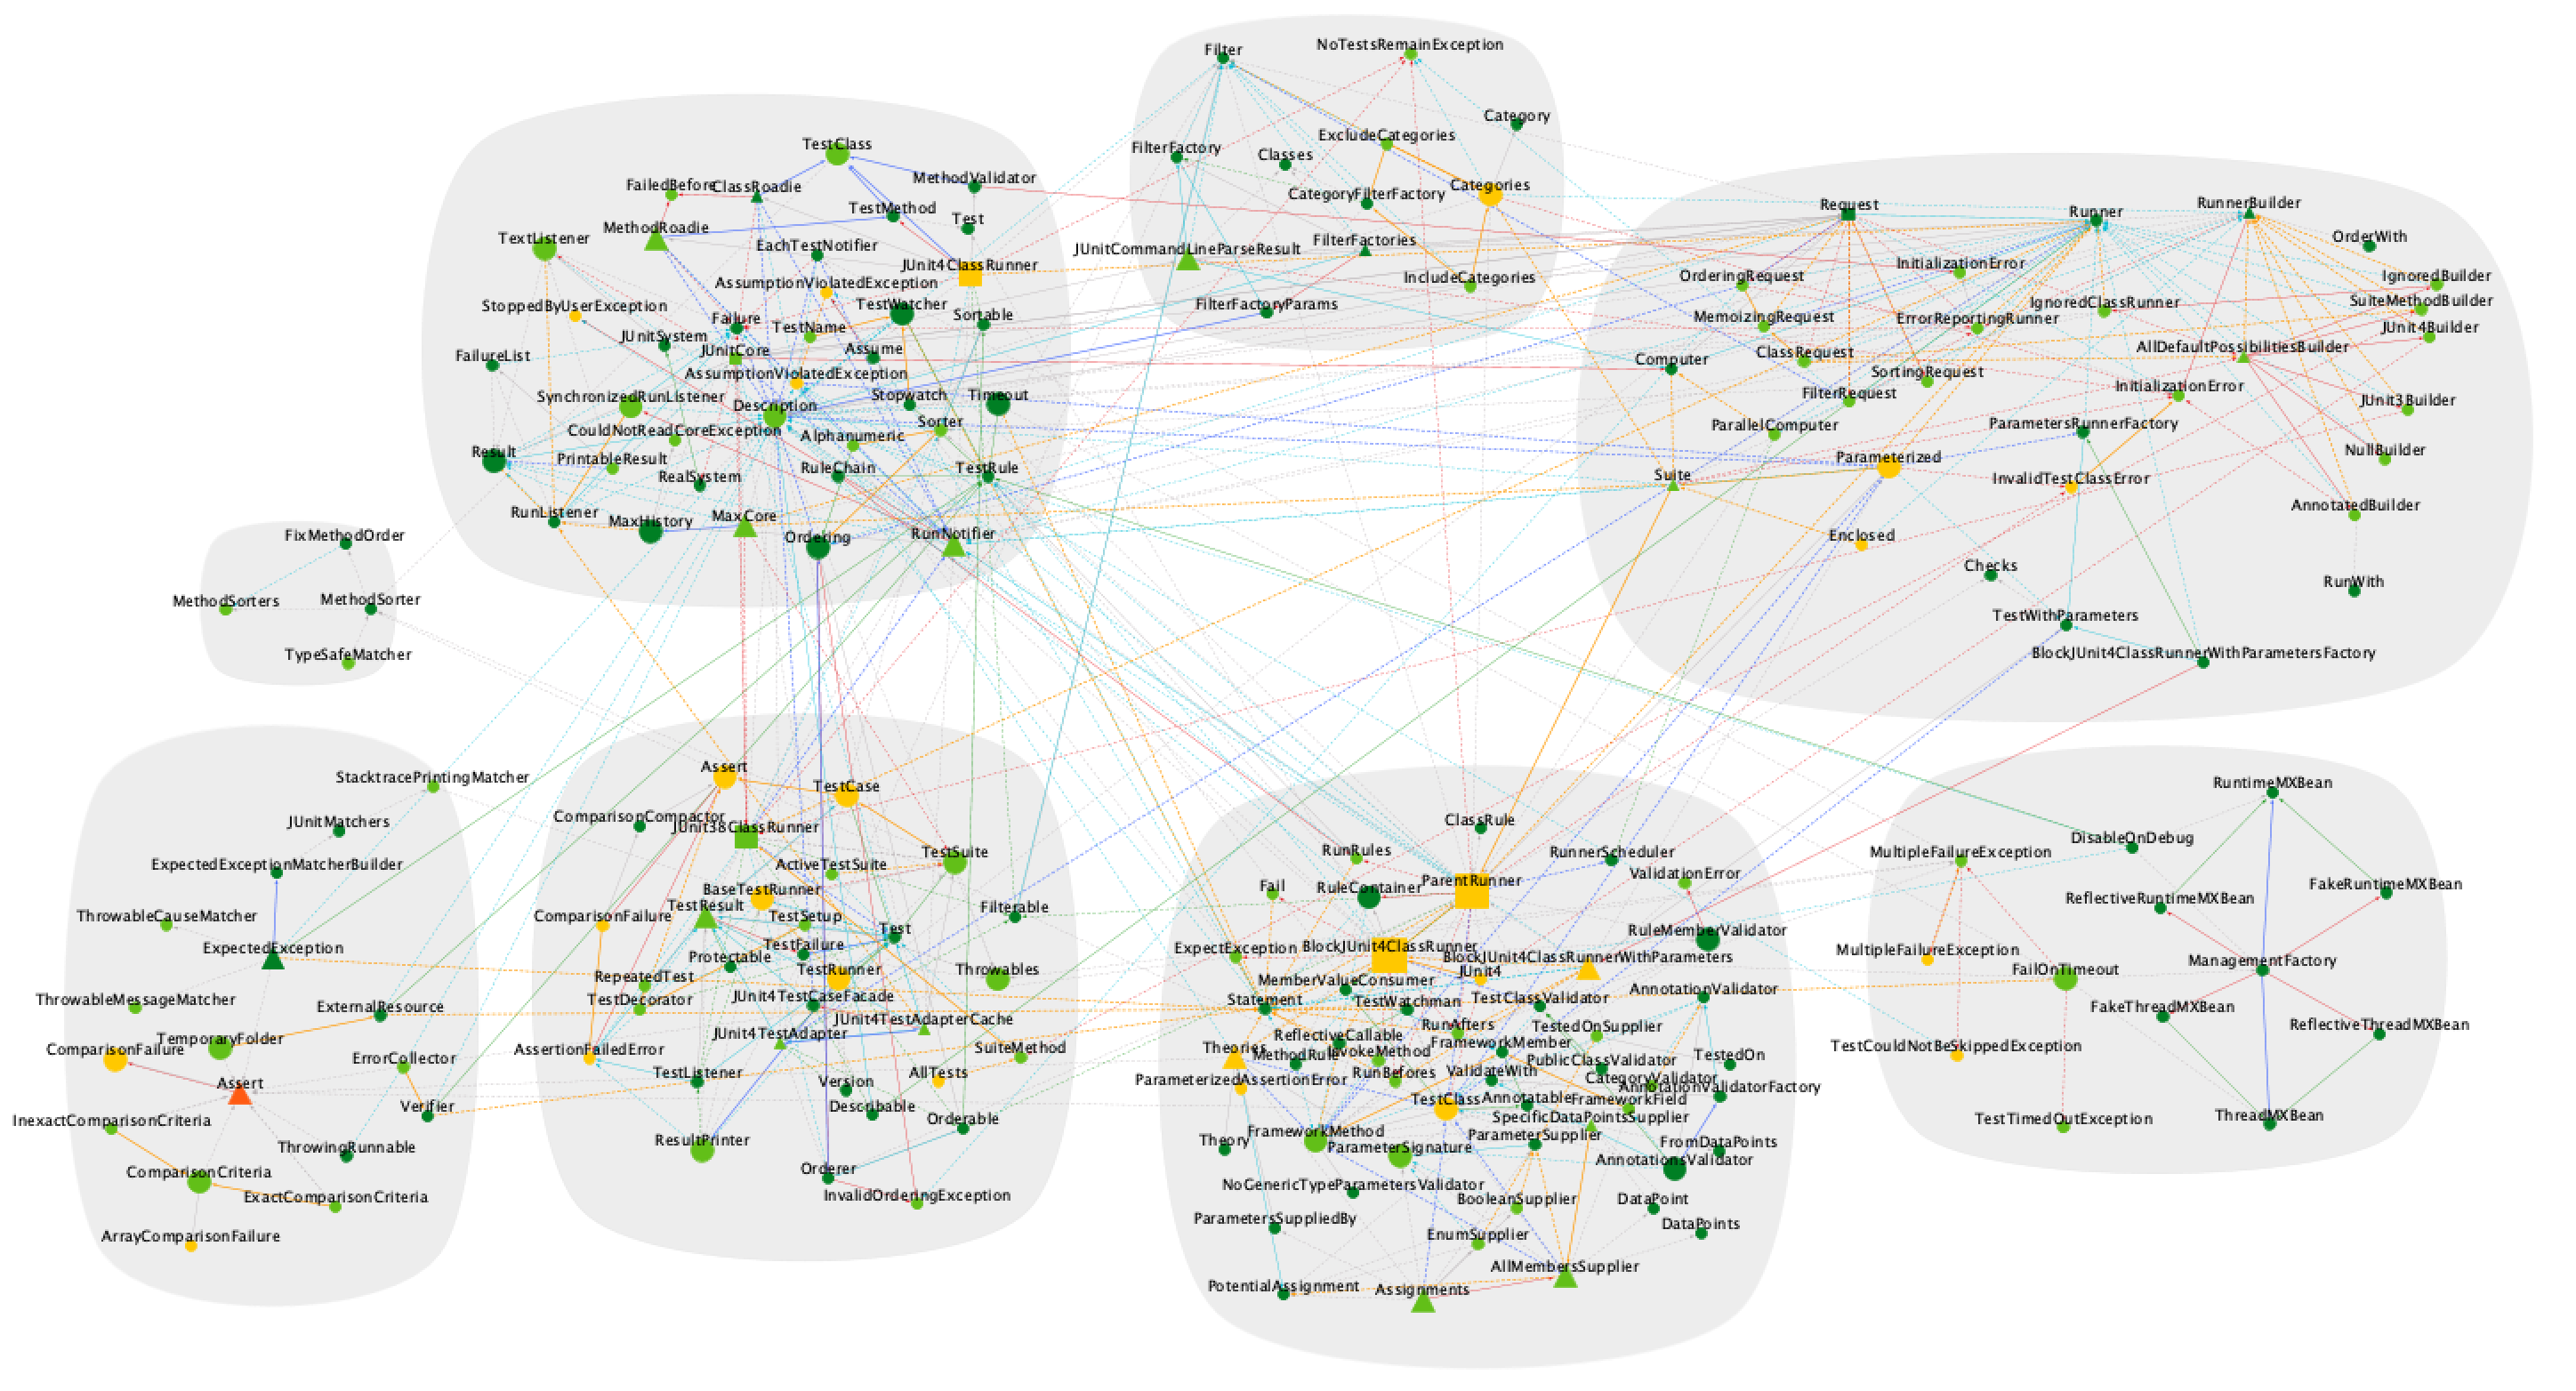 Filter
NoTestsRemainException
Category
ExcludeCategories
FilterFactory
Classes
CategoryFilterFactory
Categories
FilterFactories
JUnitCommandLineParseResult
IncludeCategories
FilterFactoryParams
TestClass
MethodValidator
FailedBefore
ClassRoadie
TestMethod
Test
MethodRoadie
TextListener
EachTestNotifier
JUnit4ClassRunner
AssumptionViolatedException
StoppedByUserException
TestWatcher
Sortable
Failure
TestName
JUnitSystem
JUnitCore
Assume
FailureList
AssumptionViolatedException
SynchronizedRunListener
Description
Stopwatch
Timeout
CouldNotReadCoreException
Alphanumeric
Sorter
Result
PrintableResult
RealSystem
RuleChain
TestRule
RunListener
MaxHistory
MaxCore
Ordering
RunNotifier
Request
Runner
RunnerBuilder
OrderWith
OrderingRequest
InitializationError
IgnoredBuilder
IgnoredClassRunner
SuiteMethodBuilder
MemoizingRequest
ErrorReportingRunner
JUnit4Builder
Computer
ClassRequest
AllDefaultPossibilitiesBuilder
SortingRequest
InitializationError
FilterRequest
JUnit3Builder
ParallelComputer
ParametersRunnerFactory
NullBuilder
Parameterized
Suite
InvalidTestClassError
AnnotatedBuilder
Enclosed
Checks
RunWith
TestWithParameters
BlockJUnit4ClassRunnerWithParametersFactory
FixMethodOrder
MethodSorters
MethodSorter
TypeSafeMatcher
StacktracePrintingMatcher
JUnitMatchers
ExpectedExceptionMatcherBuilder
ThrowableCauseMatcher
ExpectedException
ThrowableMessageMatcher
ExternalResource
TemporaryFolder
ComparisonFailure
ErrorCollector
Assert
Verifier
InexactComparisonCriteria
ThrowingRunnable
ComparisonCriteria
ExactComparisonCriteria
ArrayComparisonFailure
Assert
TestCase
ComparisonCompactor
JUnit38ClassRunner
ActiveTestSuite
TestSuite
BaseTestRunner
TestResult
ComparisonFailure
TestSetup
Filterable
TestFailure
Test
Protectable
RepeatedTest
TestRunner
Throwables
TestDecorator
JUnit4TestCaseFacade
JUnit4TestAdapter
JUnit4TestAdapterCache
AssertionFailedError
SuiteMethod
TestListener
Version
AllTests
Describable
Orderable
ResultPrinter
Orderer
InvalidOrderingException
ClassRule
RunRules
RunnerScheduler
Fail
RuleContainer
ParentRunner
ValidationError
RuleMemberValidator
ExpectException
BlockJUnit4ClassRunner
BlockJUnit4ClassRunnerWithParameters
JUnit4
MemberValueConsumer
AnnotationValidator
Statement
TestWatchman
TestClassValidator
RunAfters
TestedOnSupplier
ReflectiveCallable
FrameworkMember
Theories
MethodRule
InvokeMethod
PublicClassValidator
TestedOn
ParameterizedAssertionError
RunBefores
ValidateWith
CategoryValidator
AnnotationValidatorFactory
TestClass
Annotatable
FrameworkField
SpecificDataPointsSupplier
Theory
FrameworkMethod
ParameterSupplier
ParameterSignature
FromDataPoints
AnnotationsValidator
NoGenericTypeParametersValidator
BooleanSupplier
DataPoint
ParametersSuppliedBy
EnumSupplier
DataPoints
AllMembersSupplier
PotentialAssignment
Assignments
RuntimeMXBean
DisableOnDebug
MultipleFailureException
FakeRuntimeMXBean
ReflectiveRuntimeMXBean
MultipleFailureException
FailOnTimeout
ManagementFactory
FakeThreadMXBean
ReflectiveThreadMXBean
TestCouldNotBeSkippedException
TestTimedOutException
ThreadMXBean